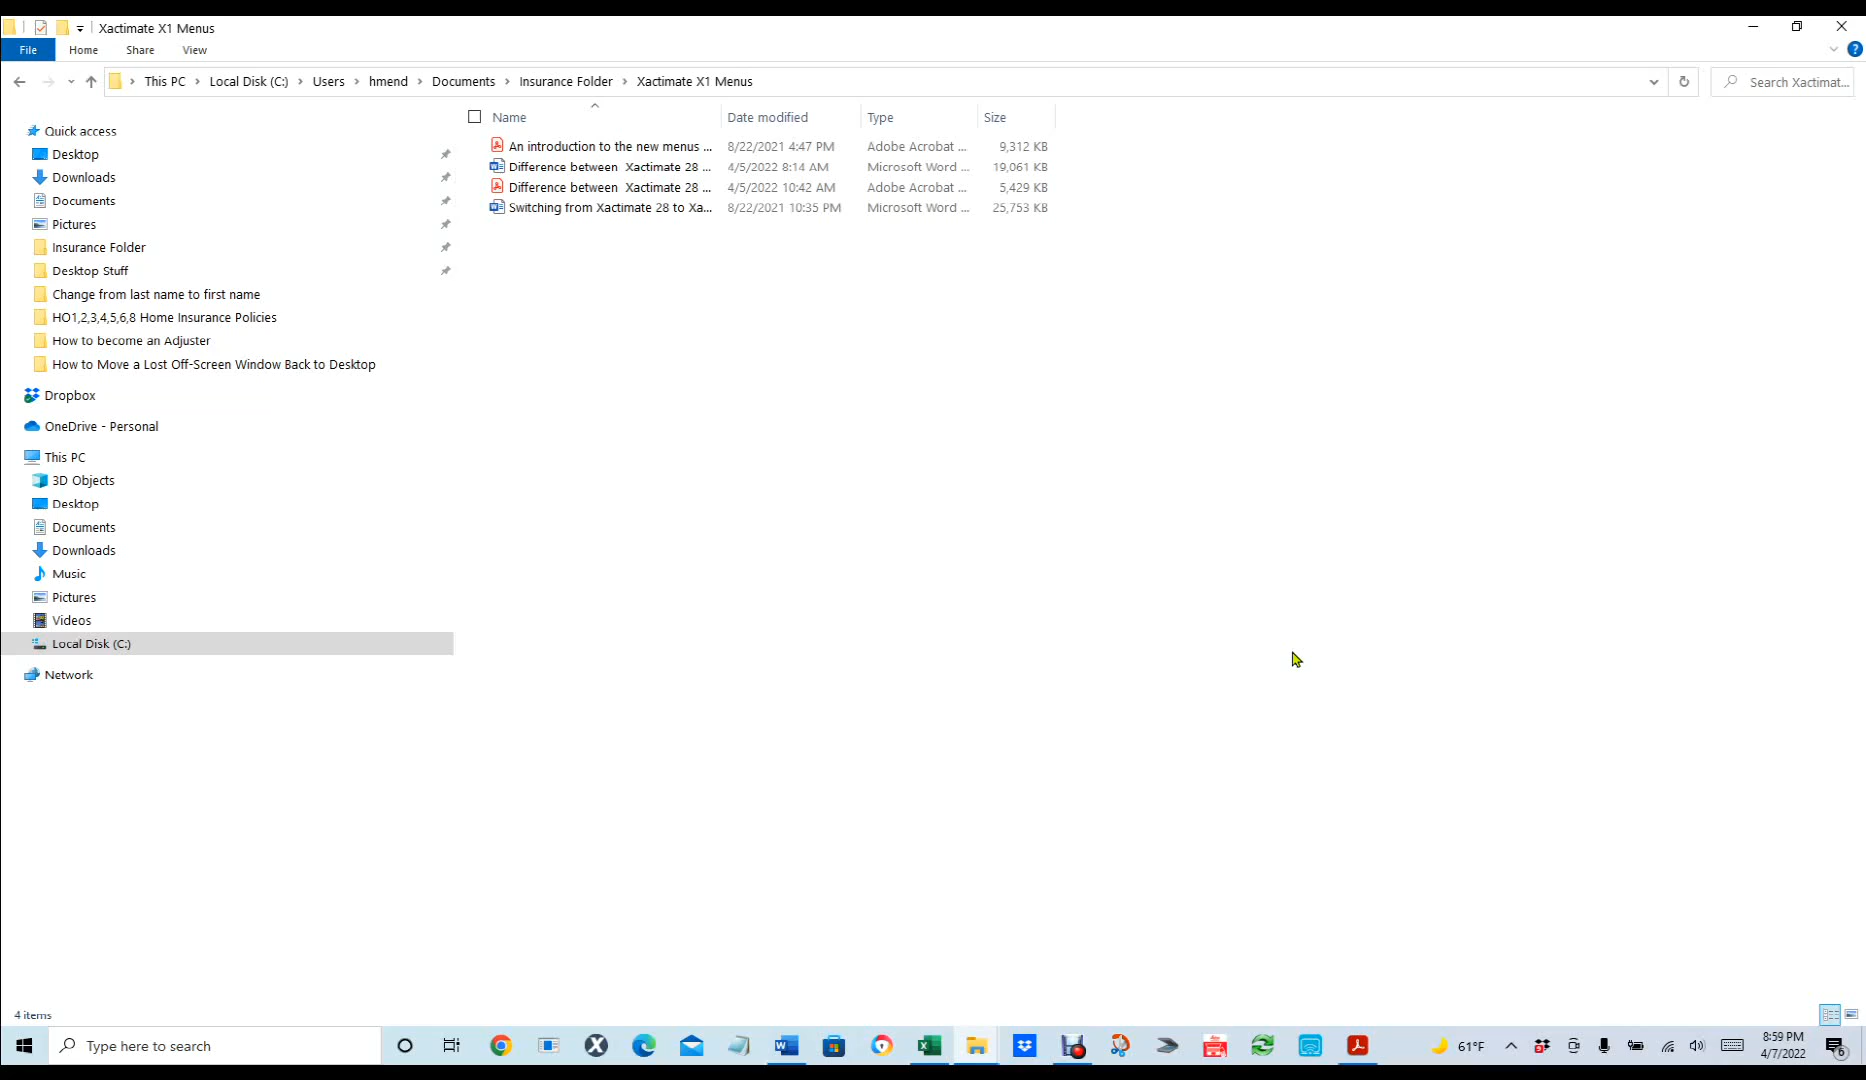 Xactimate X1 Menus
File Home Share View
This PC Local Disk (C:) Users hmend Documents Insurance Folder Xactimate X1 Menus Search Xactimat...
Name Date modified Type Size
An introduction to the new menus ... 8/22/2021 4:47 PM Adobe Acrobat ... 9,312 KB
Difference between Xactimate 28 ... 4/5/2022 8:14 AM Microsoft Word ... 19,061 KB
Difference between Xactimate 28 ... 4/5/2022 10:42 AM Adobe Acrobat ... 5,429 KB
Switching from Xactimate 28 to Xa... 8/22/2021 10:35 PM Microsoft Word ... 25,753 KB
Quick access
Desktop
Downloads
Documents
Pictures
Insurance Folder
Desktop Stuff
Change from last name to first name
HO1,2,3,4,5,6,8 Home Insurance Policies
How to become an Adjuster
How to Move a Lost Off-Screen Window Back to Desktop
Dropbox
OneDrive - Personal
This PC
3D Objects
Desktop
Documents
Downloads
Music
Pictures
Videos
Local Disk (C:)
Network
4 items
Type here to search
61°F
8:59 PM
4/7/2022
6